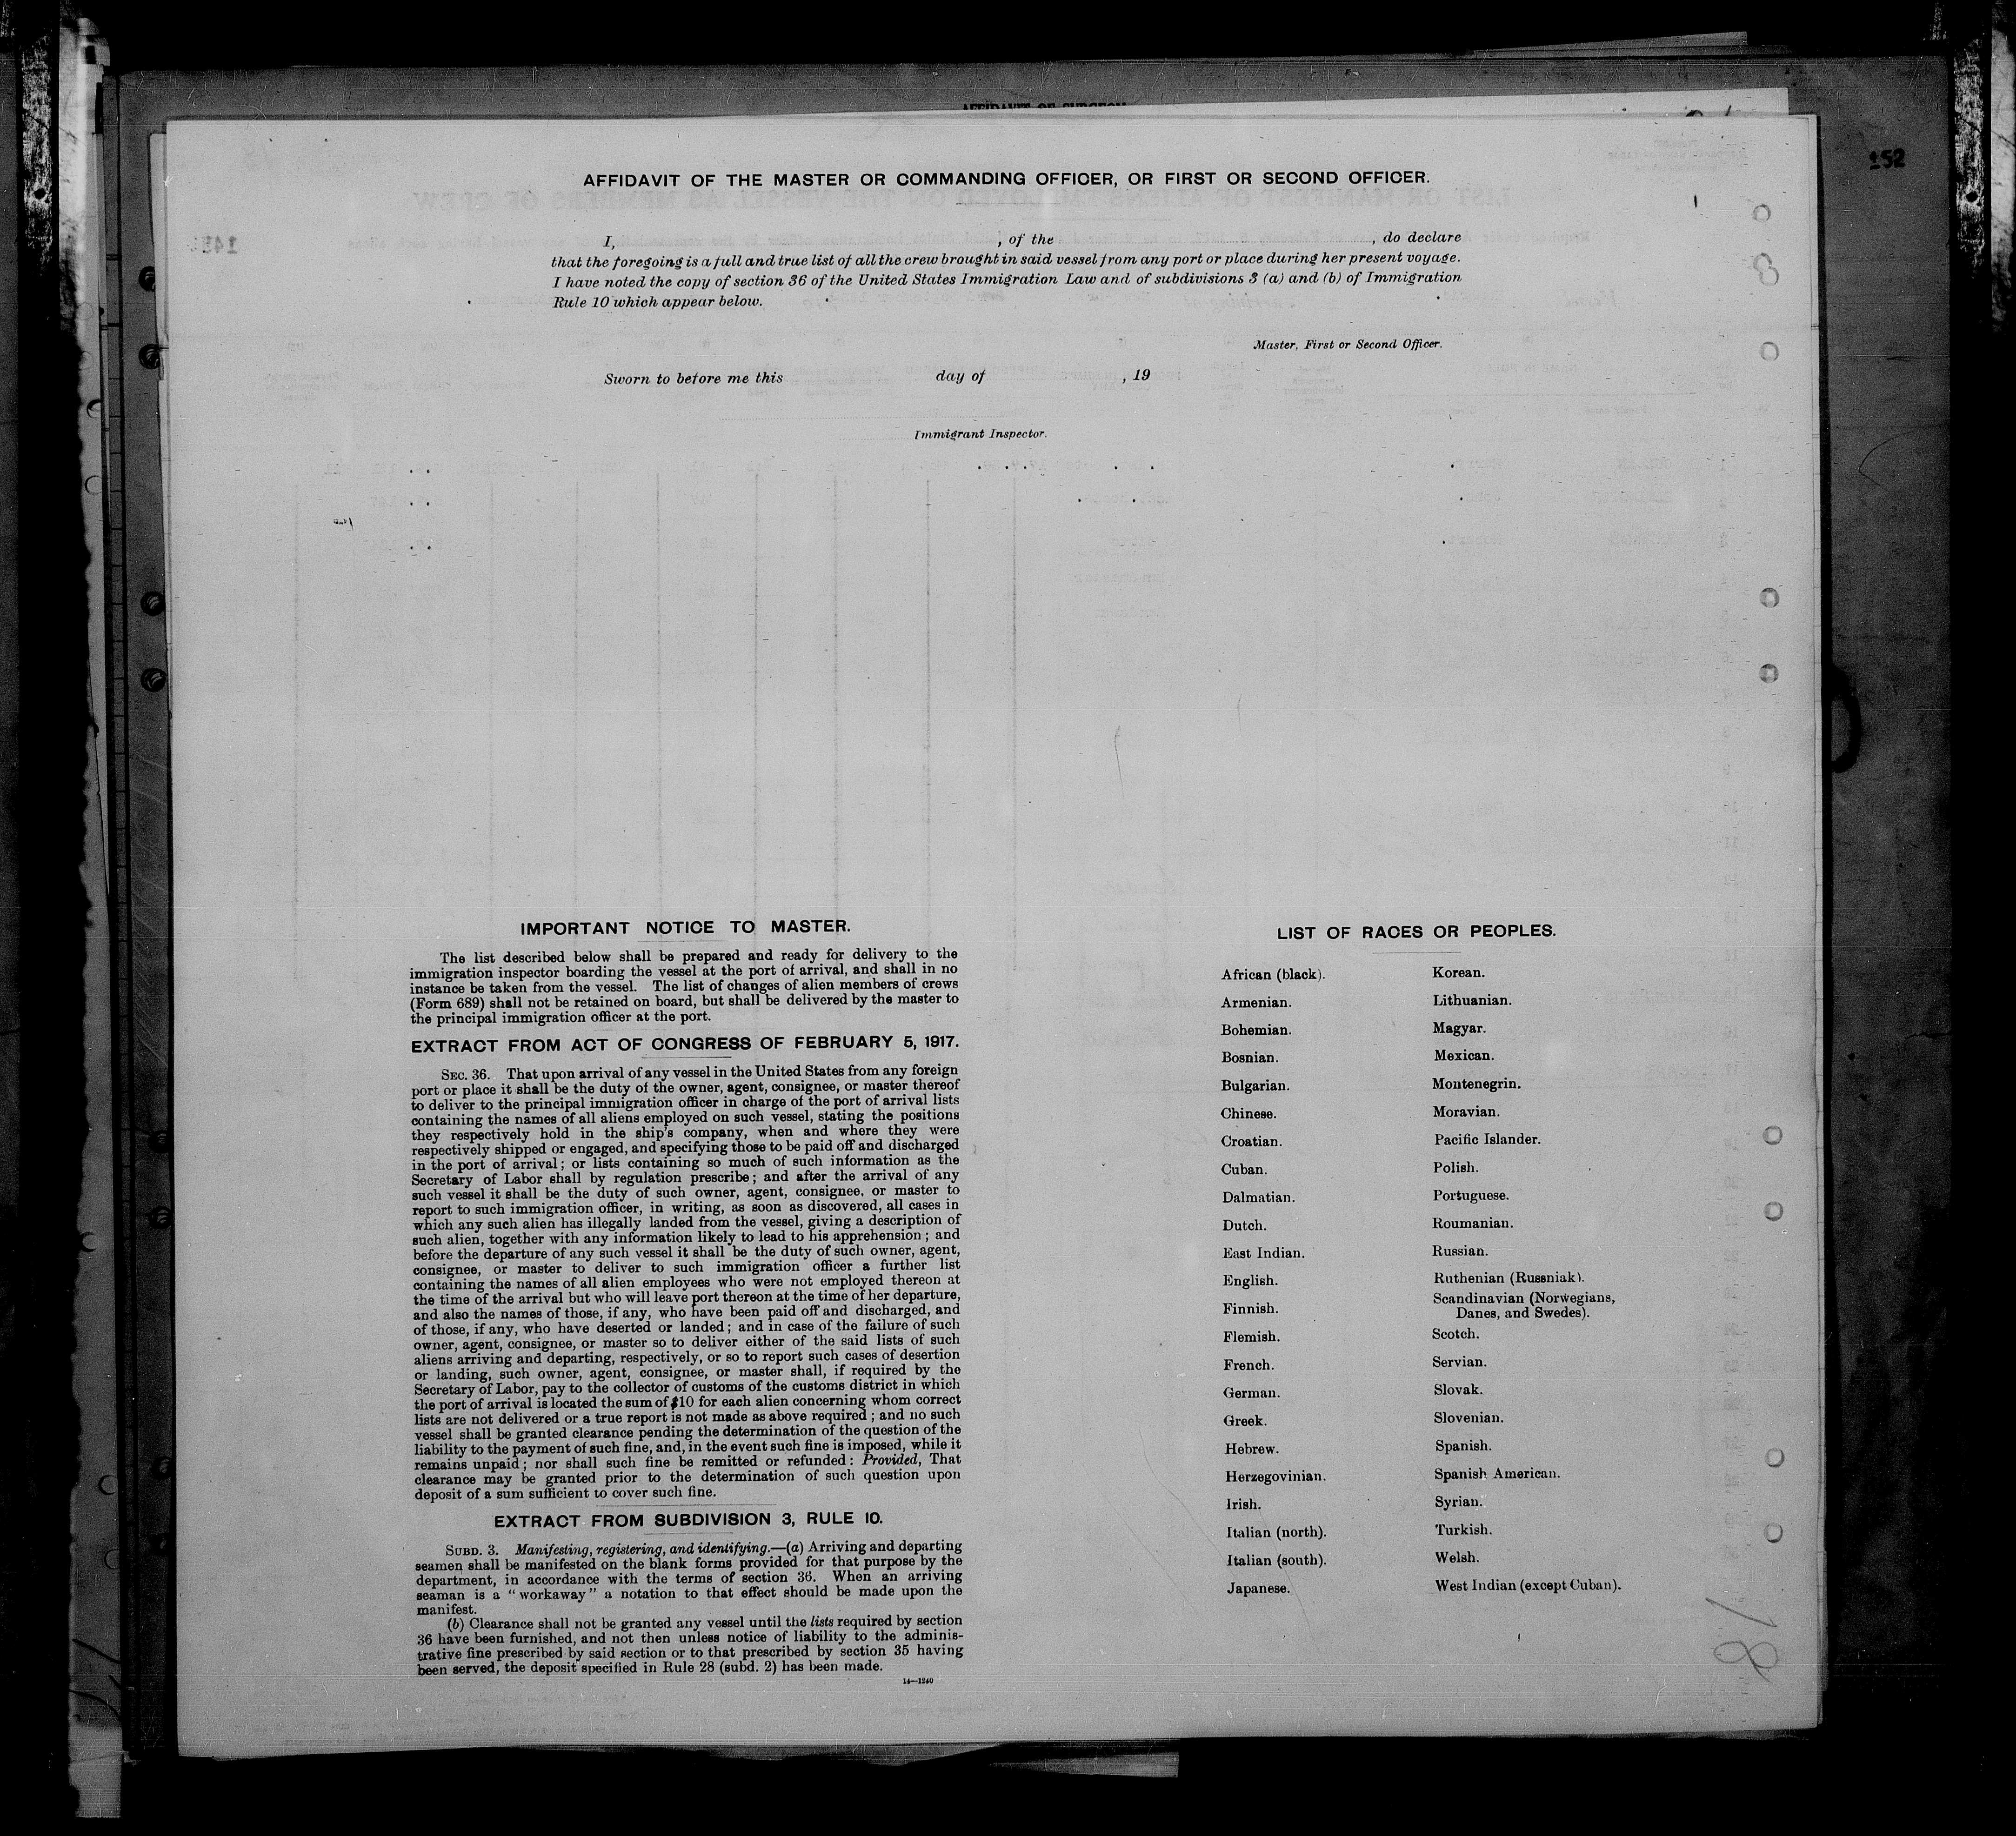 AFFIDAVIT OF SURGEON
152
AFFIDAVIT OF THE MASTER OR COMMANDING OFFICER, OR FIRST OR SECOND OFFICER.
I, , of the , do declare
that the foregoing is a full and true list of all the crew brought in said vessel from any port or place during her present voyage.
I have noted the copy of section 36 of the United States Immigration Law and of subdivisions 3 (a) and (b) of Immigration
Rule 10 which appear below.
Master, First or Second Officer.
Sworn to before me this day of , 19
Immigrant Inspector.
IMPORTANT NOTICE TO MASTER.
The list described below shall be prepared and ready for delivery to the
immigration inspector boarding the vessel at the port of arrival, and shall in no
instance be taken from the vessel. The list of changes of alien members of crews
(Form 689) shall not be retained on board, but shall be delivered by the master to
the principal immigration officer at the port.
EXTRACT FROM ACT OF CONGRESS OF FEBRUARY 5, 1917.
SEC. 36. That upon arrival of any vessel in the United States from any foreign
port or place it shall be the duty of the owner, agent, consignee, or master thereof
to deliver to the principal immigration officer in charge of the port of arrival lists
containing the names of all aliens employed on such vessel, stating the positions
they respectively hold in the ship's company, when and where they were
respectively shipped or engaged, and specifying those to be paid off and discharged
in the port of arrival; or lists containing so much of such information as the
Secretary of Labor shall by regulation prescribe; and after the arrival of any
such vessel it shall be the duty of such owner, agent, consignee, or master to
report to such immigration officer, in writing, as soon as discovered, all cases in
which any such alien has illegally landed from the vessel, giving a description of
such alien, together with any information likely to lead to his apprehension; and
before the departure of any such vessel it shall be the duty of such owner, agent,
consignee, or master to deliver to such immigration officer a further list
containing the names of all alien employees who were not employed thereon at
the time of the arrival but who will leave port thereon at the time of her departure,
and also the names of those, if any, who have been paid off and discharged, and
of those, if any, who have deserted or landed; and in case of the failure of such
owner, agent, consignee, or master so to deliver either of the said lists of such
aliens arriving and departing, respectively, or so to report such cases of desertion
or landing, such owner, agent, consignee, or master shall, if required by the
Secretary of Labor, pay to the collector of customs of the customs district in which
the port of arrival is located the sum of $10 for each alien concerning whom correct
lists are not delivered or a true report is not made as above required; and no such
vessel shall be granted clearance pending the determination of the question of the
liability to the payment of such fine, and, in the event such fine is imposed, while it
remains unpaid; nor shall such fine be remitted or refunded: Provided, That
clearance may be granted prior to the determination of such question upon
deposit of a sum sufficient to cover such fine.
EXTRACT FROM SUBDIVISION 3, RULE 10.
SUBD. 3. Manifesting, registering, and identifying.—(a) Arriving and departing
seamen shall be manifested on the blank forms provided for that purpose by the
department, in accordance with the terms of section 36. When an arriving
seaman is a "workaway" a notation to that effect should be made upon the
manifest.
(b) Clearance shall not be granted any vessel until the lists required by section
36 have been furnished, and not then unless notice of liability to the adminis-
trative fine prescribed by said section or to that prescribed by section 35 having
been served, the deposit specified in Rule 28 (subd. 2) has been made.
14—1240
LIST OF RACES OR PEOPLES.
African (black).
Armenian.
Bohemian.
Bosnian.
Bulgarian.
Chinese.
Croatian.
Cuban.
Dalmatian.
Dutch.
East Indian.
English.
Finnish.
Flemish.
French.
German.
Greek.
Hebrew.
Herzegovinian.
Irish.
Italian (north).
Italian (south).
Japanese.
Korean.
Lithuanian.
Magyar.
Mexican.
Montenegrin.
Moravian.
Pacific Islander.
Polish.
Portuguese.
Roumanian.
Russian.
Ruthenian (Russniak).
Scandinavian (Norwegians,
Danes, and Swedes).
Scotch.
Servian.
Slovak.
Slovenian.
Spanish.
Spanish American.
Syrian.
Turkish.
Welsh.
West Indian (except Cuban).